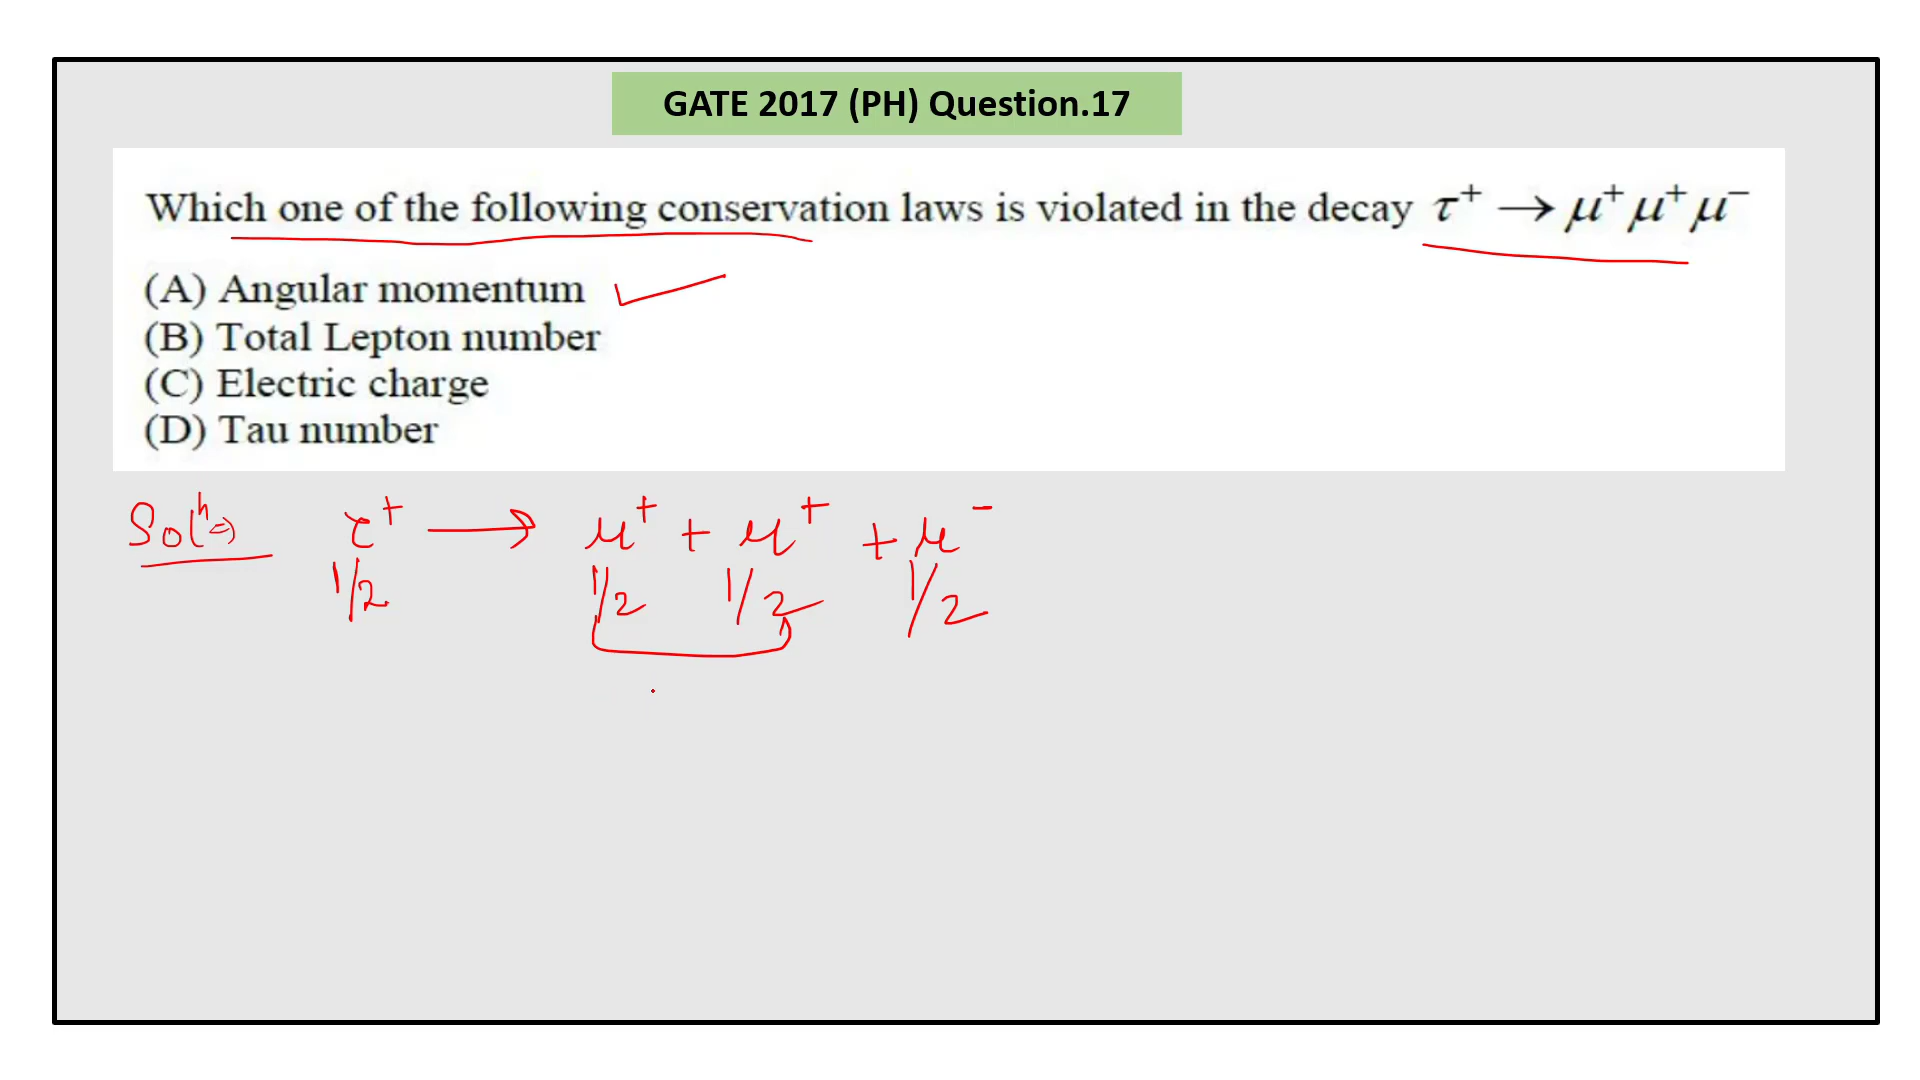 GATE 2017 (PH) Question.17
Which one of the following conservation laws is violated in the decay τ⁺ → μ⁺ μ⁺ μ⁻
(A) Angular momentum ✓
(B) Total Lepton number
(C) Electric charge
(D) Tau number
Solⁿ ⇒ τ⁺ → μ⁺ + μ⁺ + μ⁻
1/2 1/2 1/2 1/2